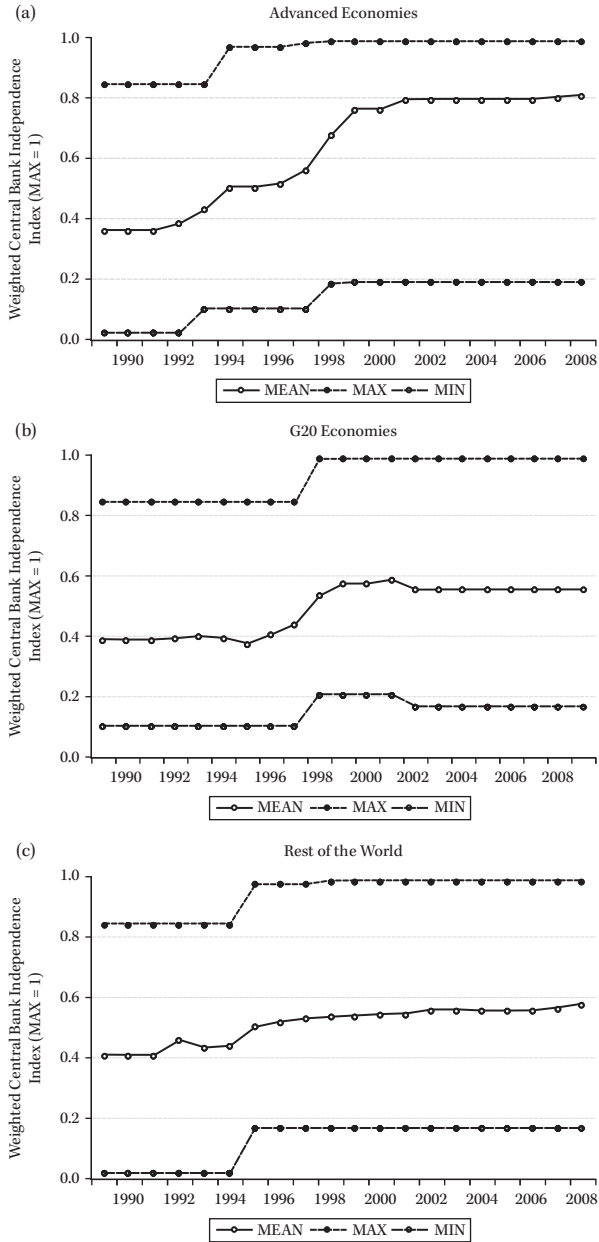 (a)
Advanced Economies
Weighted Central Bank Independence
Index (MAX = 1)
1.0
0.8
0.6
0.4
0.2
0.0
1990 1992 1994 1996 1998 2000 2002 2004 2006 2008
MEAN MAX MIN
(b)
G20 Economies
Weighted Central Bank Independence
Index (MAX = 1)
1.0
0.8
0.6
0.4
0.2
0.0
1990 1992 1994 1996 1998 2000 2002 2004 2006 2008
MEAN MAX MIN
(c)
Rest of the World
Weighted Central Bank Independence
Index (MAX = 1)
1.0
0.8
0.6
0.4
0.2
0.0
1990 1992 1994 1996 1998 2000 2002 2004 2006 2008
MEAN MAX MIN